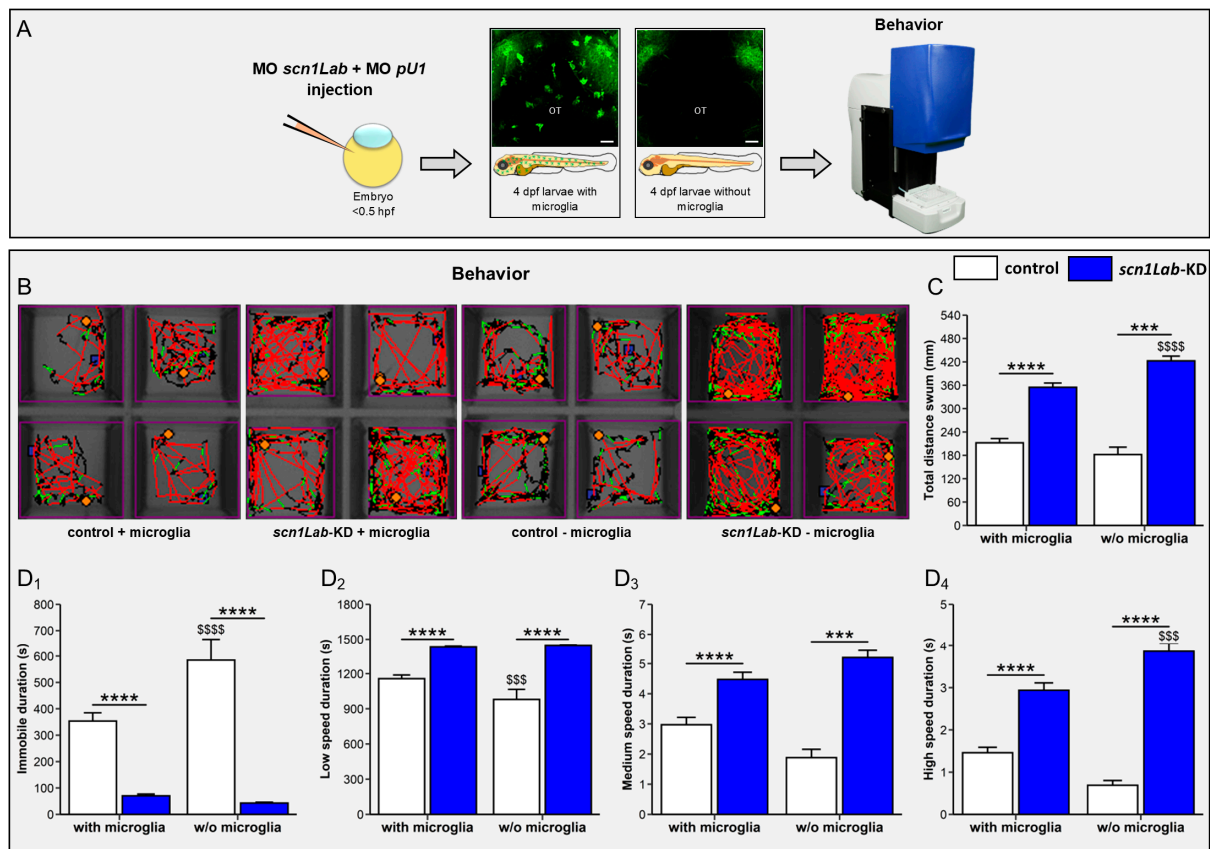 A
MO scn1Lab + MO pU1
injection
Embryo
<0.5 hpf
OT
4 dpf larvae with
microglia
OT
4 dpf larvae without
microglia
Behavior
Behavior
B
control + microglia
scn1Lab-KD + microglia
control - microglia
scn1Lab-KD - microglia
control
scn1Lab-KD
C
Total distance swum (mm)
540
480
420
360
300
240
180
120
60
0
****
***
$$$$
with microglia
w/o microglia
D1
Immobile duration (s)
800
700
600
500
400
300
200
100
0
****
****
$$$$
with microglia
w/o microglia
D2
Low speed duration (s)
1800
1500
1200
900
600
300
0
****
****
$$$
with microglia
w/o microglia
D3
Medium speed duration (s)
7
6
5
4
3
2
1
0
****
***
with microglia
w/o microglia
D4
High speed duration (s)
5
4
3
2
1
0
****
****
$$$
with microglia
w/o microglia